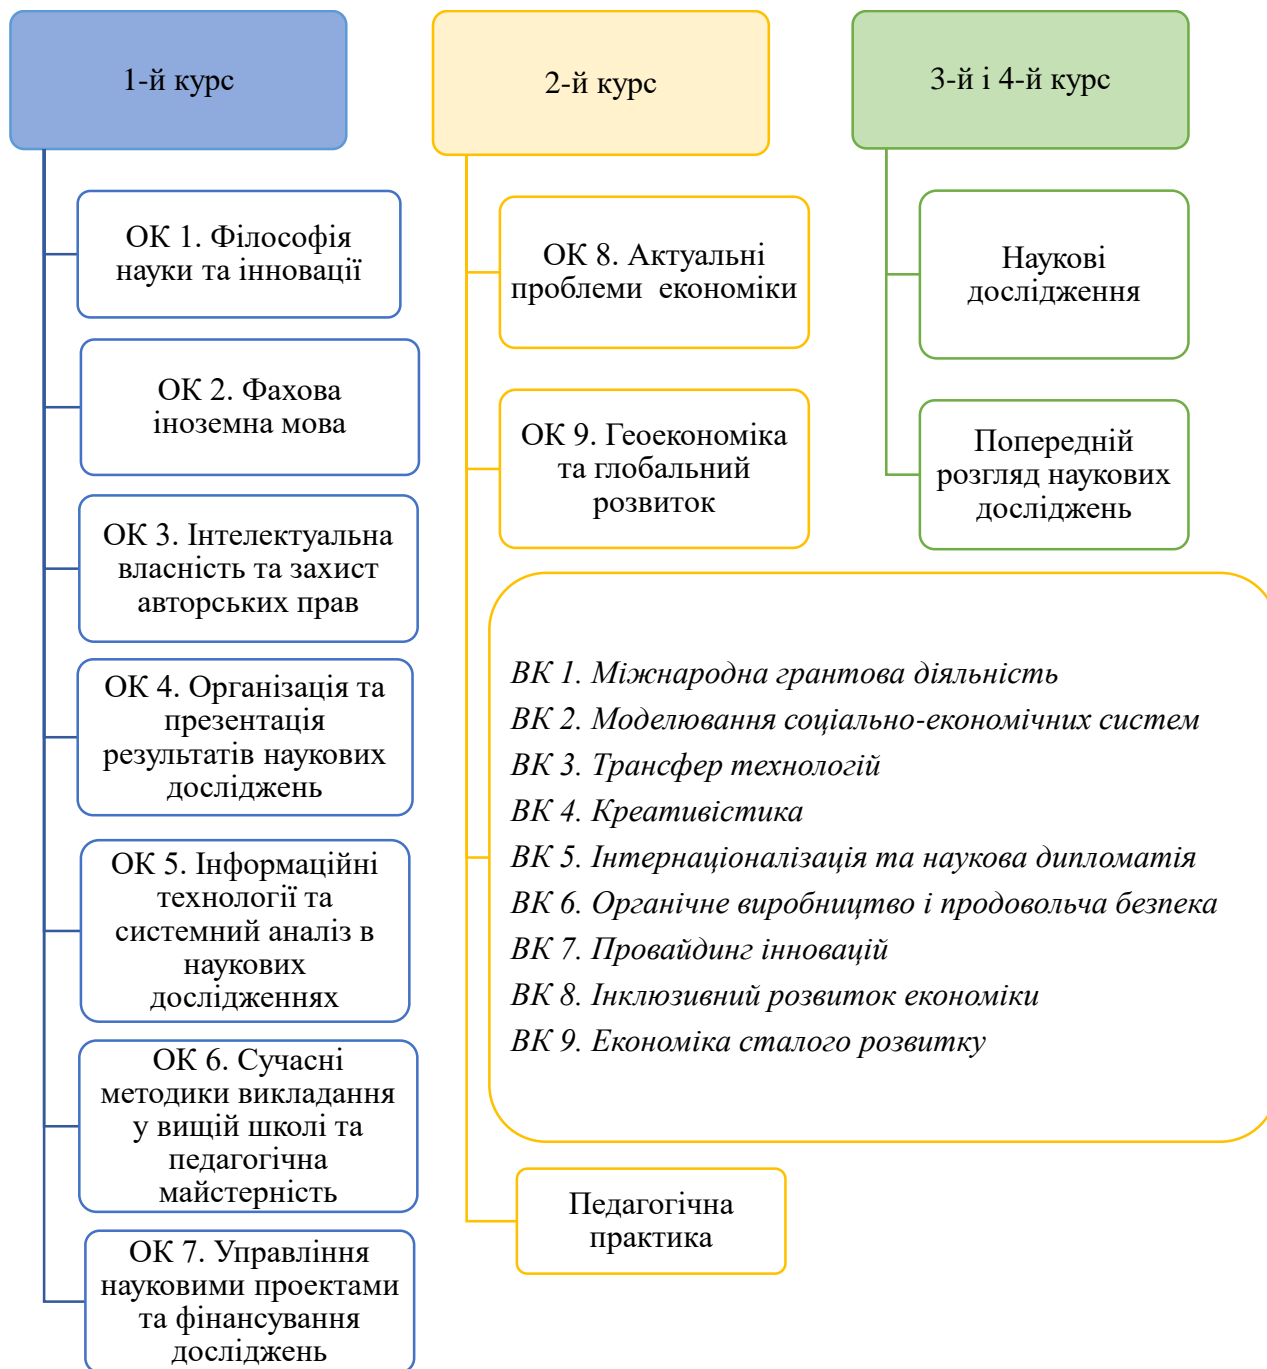 1-й курс
ОК 1. Філософія
науки та інновації
ОК 2. Фахова
іноземна мова
ОК 3. Інтелектуальна
власність та захист
авторських прав
ОК 4. Організація та
презентація
результатів наукових
досліджень
ОК 5. Інформаційні
технології та
системний аналіз в
наукових
дослідженнях
ОК 6. Сучасні
методики викладання
у вищій школі та
педагогічна
майстерність
ОК 7. Управління
науковими проектами
та фінансування
досліджень
2-й курс
ОК 8. Актуальні
проблеми економіки
ОК 9. Геоекономіка
та глобальний
розвиток
ВК 1. Міжнародна грантова діяльність
ВК 2. Моделювання соціально-економічних систем
ВК 3. Трансфер технологій
ВК 4. Креативістика
ВК 5. Інтернаціоналізація та наукова дипломатія
ВК 6. Органічне виробництво і продовольча безпека
ВК 7. Провайдинг інновацій
ВК 8. Інклюзивний розвиток економіки
ВК 9. Економіка сталого розвитку
Педагогічна
практика
3-й і 4-й курс
Наукові
дослідження
Попередній
розгляд наукових
досліджень